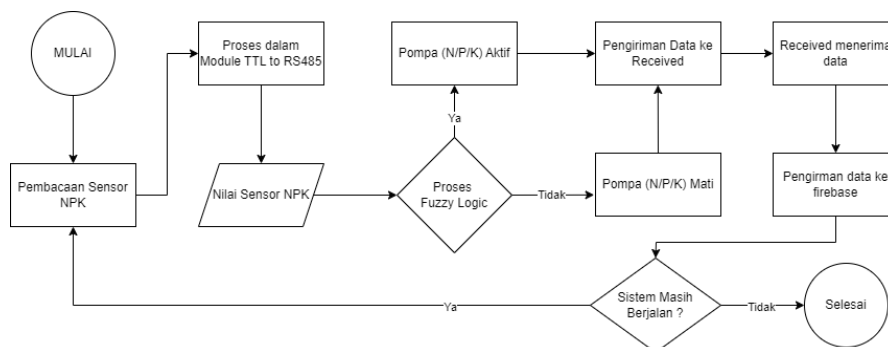 MULAI
Proses dalam
Module TTL to RS485
Pompa (N/P/K) Aktif
Pengiriman Data ke
Received
Received menerima
data
Ya
Pembacaan Sensor
NPK
Nilai Sensor NPK
Proses
Fuzzy Logic
Tidak
Pompa (N/P/K) Mati
Pengirman data ke
firebase
Ya
Sistem Masih
Berjalan ?
Tidak
Selesai